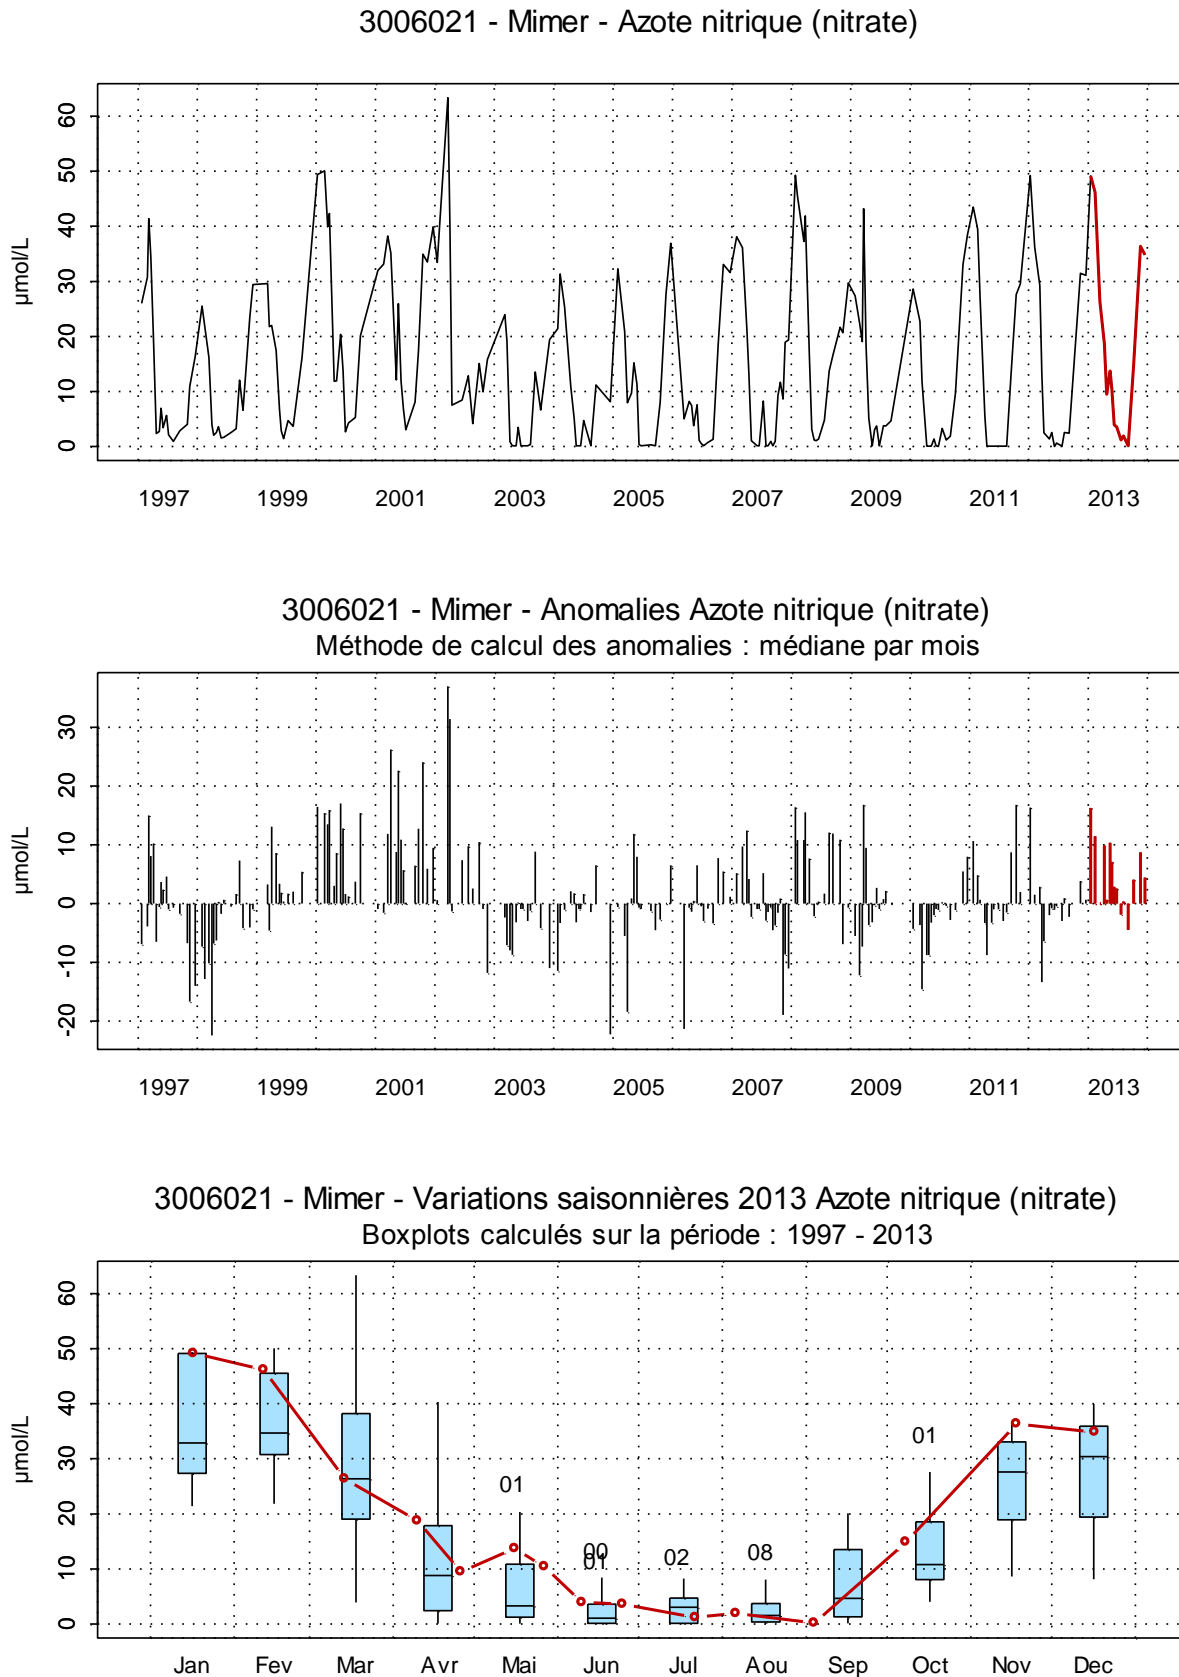 3006021 - Mimer - Azote nitrique (nitrate)
60
50
40
30
20
10
0
µmol/L
1997 1999 2001 2003 2005 2007 2009 2011 2013
3006021 - Mimer - Anomalies Azote nitrique (nitrate)
Méthode de calcul des anomalies : médiane par mois
30
20
10
0
-10
-20
µmol/L
1997 1999 2001 2003 2005 2007 2009 2011 2013
3006021 - Mimer - Variations saisonnières 2013 Azote nitrique (nitrate)
Boxplots calculés sur la période : 1997 - 2013
60
50
40
30
20
10
0
µmol/L
01
01
00
01
02
08
Jan Fev Mar Avr Mai Jun Jul Aou Sep Oct Nov Dec